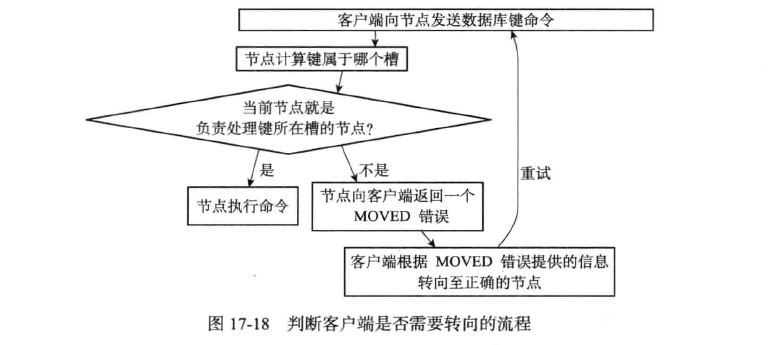 客户端向节点发送数据库键命令
节点计算键属于哪个槽
当前节点就是
负责处理键所在槽的节点?
是
不是
重试
节点执行命令
节点向客户端返回一个
MOVED 错误
客户端根据 MOVED 错误提供的信息
转向至正确的节点
图 17-18 判断客户端是否需要转向的流程